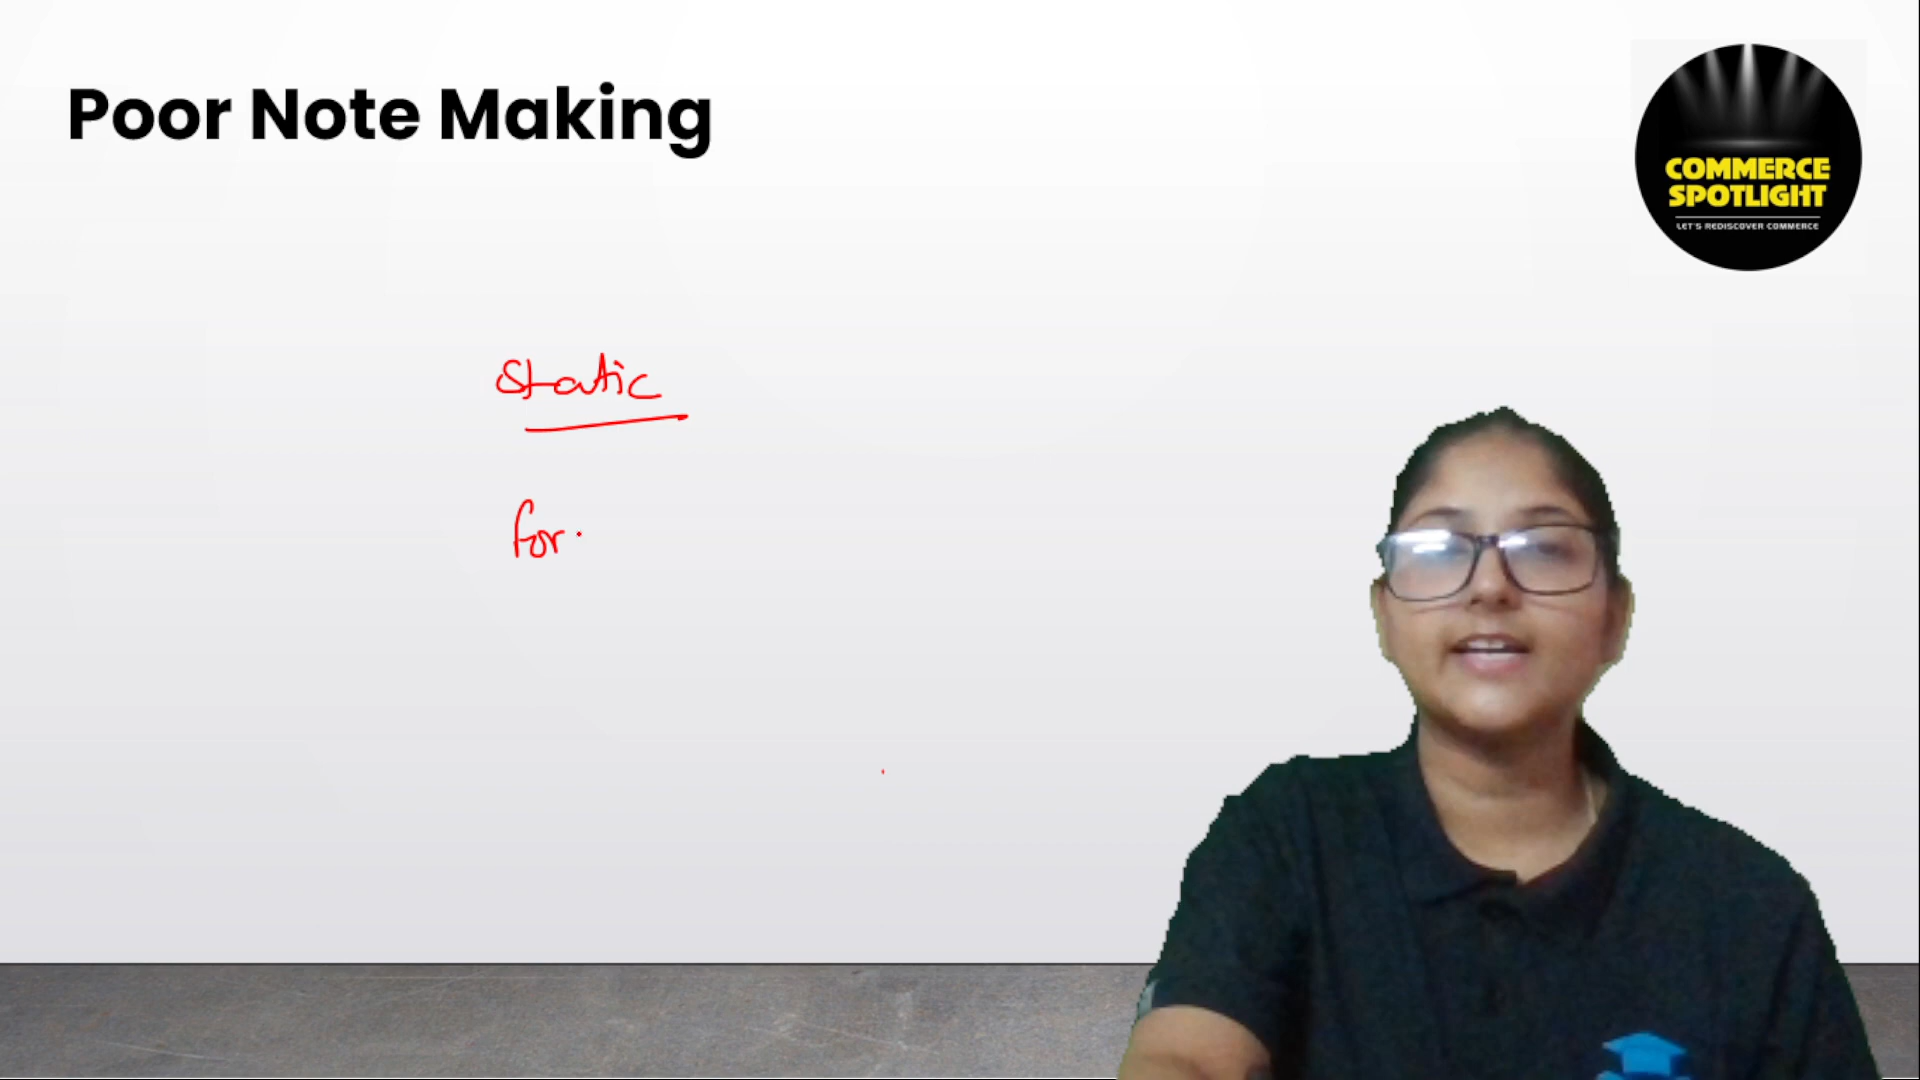 Poor Note Making
COMMERCE
SPOTLIGHT
LET'S REDISCOVER COMMERCE
static
for